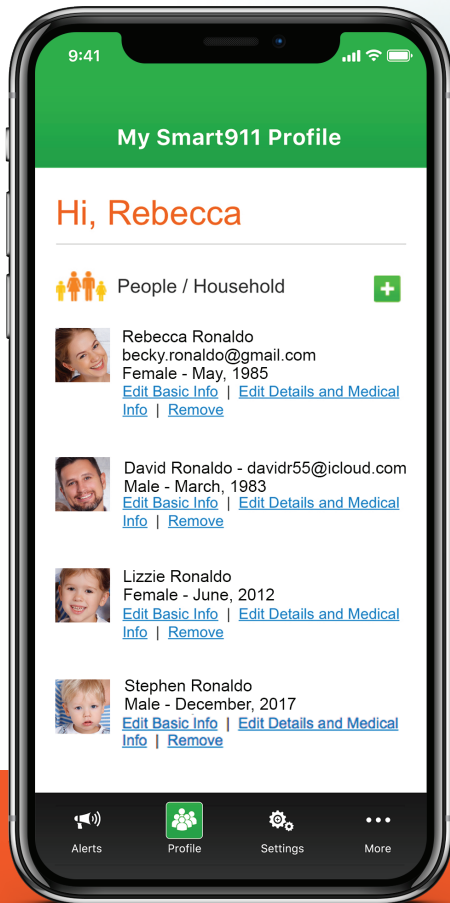 9:41
My Smart911 Profile
Hi, Rebecca
People / Household
Rebecca Ronaldo
becky.ronaldo@gmail.com
Female - May, 1985
Edit Basic Info | Edit Details and Medical
Info | Remove
David Ronaldo - davidr55@icloud.com
Male - March, 1983
Edit Basic Info | Edit Details and Medical
Info | Remove
Lizzie Ronaldo
Female - June, 2012
Edit Basic Info | Edit Details and Medical
Info | Remove
Stephen Ronaldo
Male - December, 2017
Edit Basic Info | Edit Details and Medical
Info | Remove
Alerts Profile Settings More